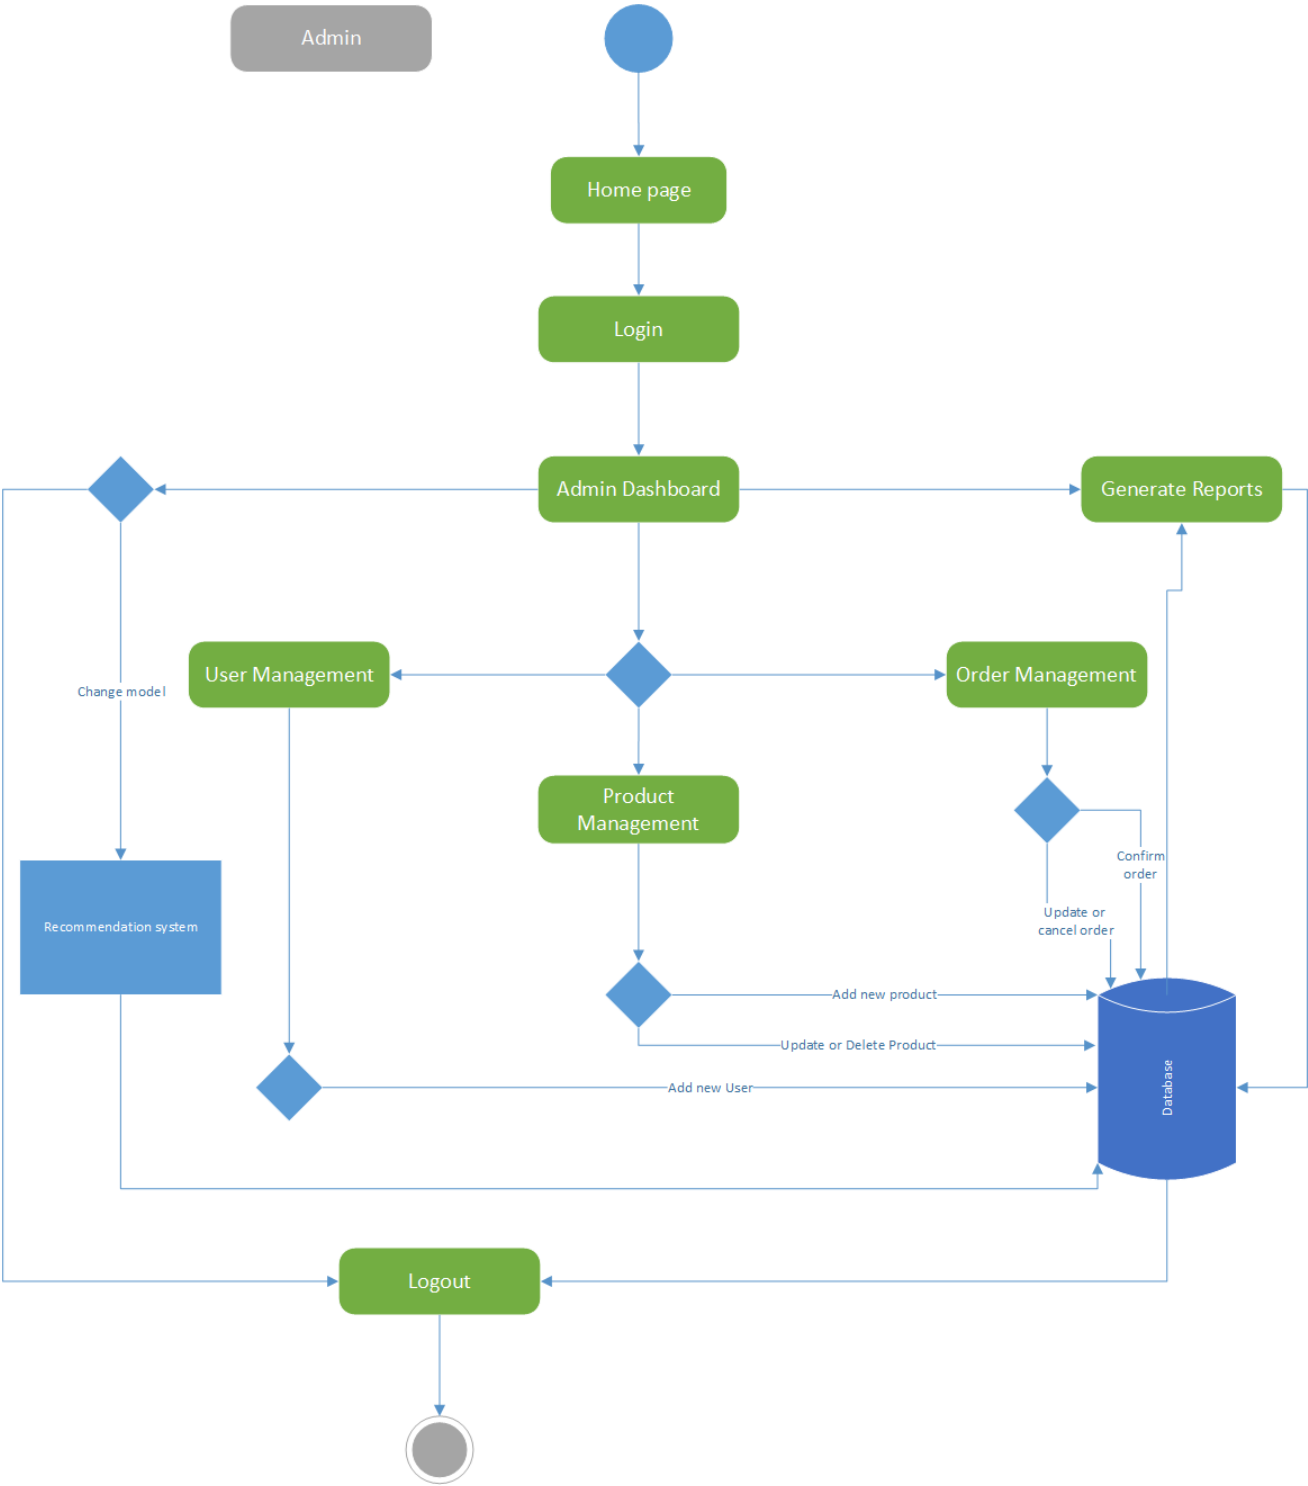 Admin
Home page
Login
Admin Dashboard
Generate Reports
User Management
Order Management
Change model
Product
Management
Confirm
order
Update or
cancel order
Recommendation system
Add new product
Update or Delete Product
Add new User
Database
Logout